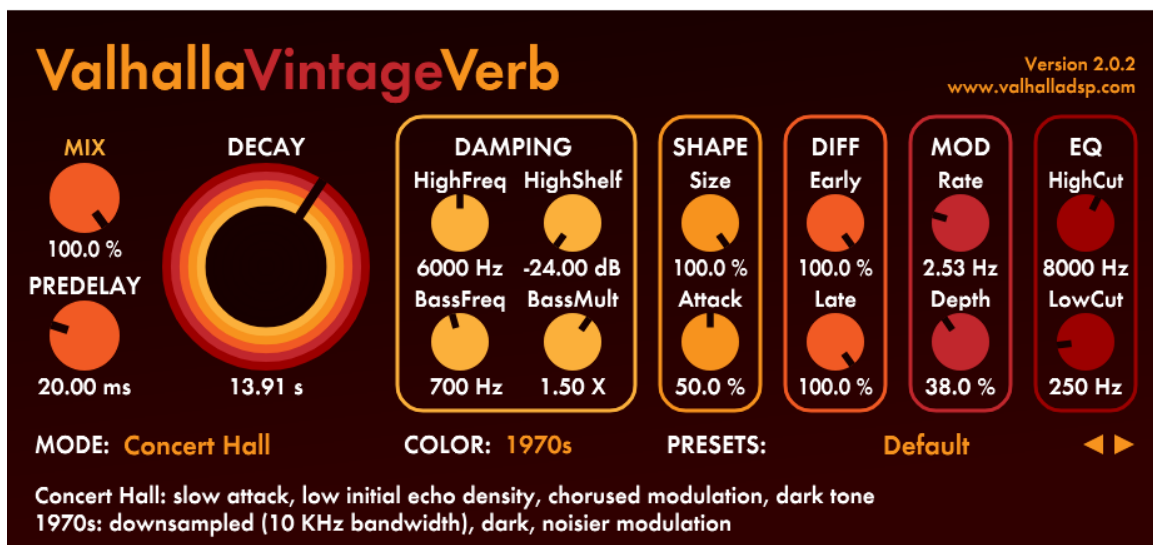 ValhallaVintageVerb
Version 2.0.2
www.valhalladsp.com
MIX
100.0 %
PREDELAY
20.00 ms
DECAY
13.91 s
DAMPING
HighFreq HighShelf
6000 Hz -24.00 dB
BassFreq BassMult
700 Hz 1.50 X
SHAPE
Size
100.0 %
Attack
50.0 %
DIFF
Early
100.0 %
Late
100.0 %
MOD
Rate
2.53 Hz
Depth
38.0 %
EQ
HighCut
8000 Hz
LowCut
250 Hz
MODE: Concert Hall COLOR: 1970s PRESETS: Default
Concert Hall: slow attack, low initial echo density, chorused modulation, dark tone
1970s: downsampled (10 KHz bandwidth), dark, noisier modulation